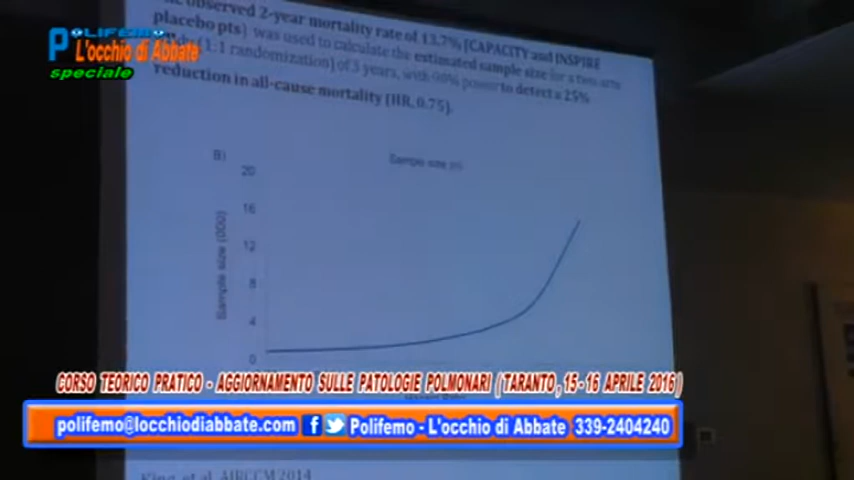 observed 2-year mortality rate of 13.7% [CAPACITY and INSPIRE
placebo pts) was used to calculate the estimated sample size for a two-arm
(1:1 randomization) of 3 years, with 90% power to detect a 25%
reduction in all-cause mortality [HR, 0.75].
POLIFEMO
L'occhio di Abbate
speciale
B)
Sample size (n)
20
16
12
8
4
0
Sample size (000)
CORSO TEORICO PRATICO - AGGIORNAMENTO SULLE PATOLOGIE POLMONARI (TARANTO, 15-16 APRILE 2016)
polifemo@locchiodiabbate.com
Polifemo - L'occhio di Abbate 339-2404240
King, et al. AJRCCM 2014